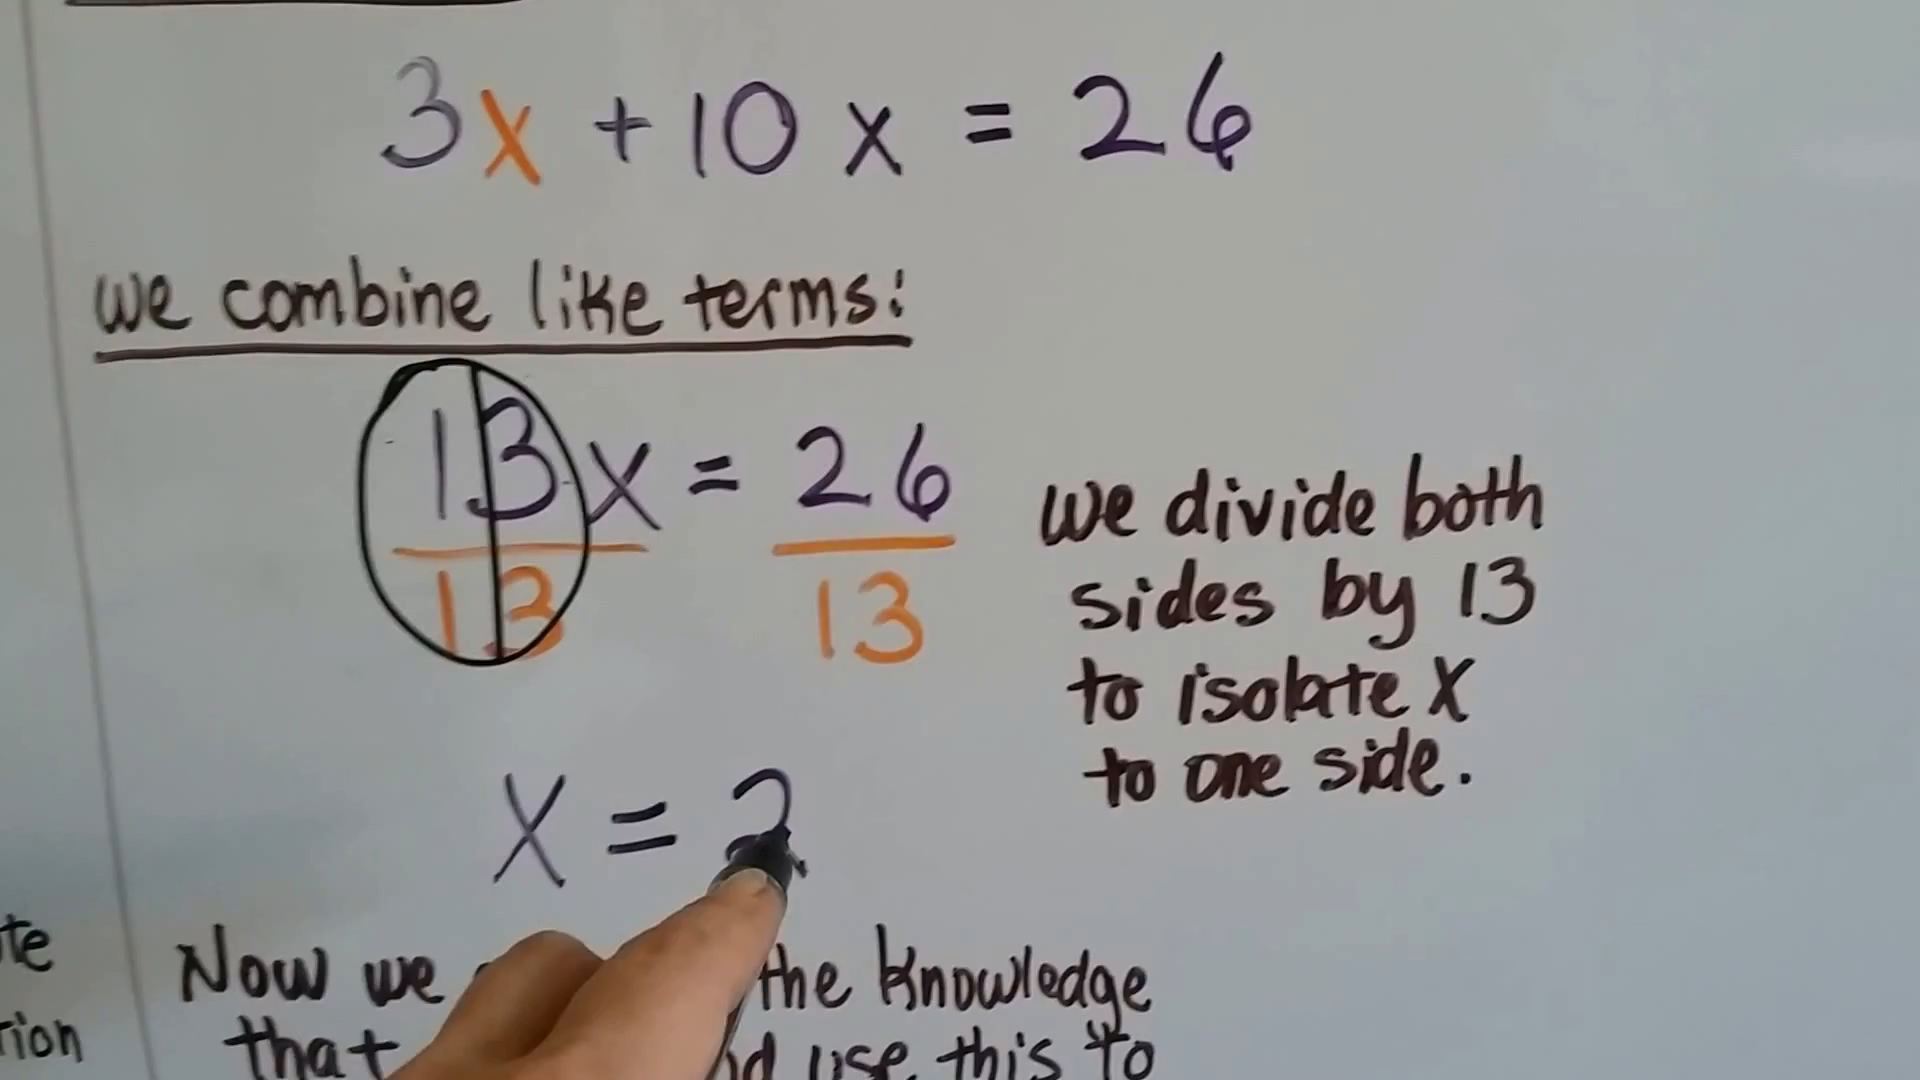 3x + 10x = 26
we combine like terms:
13x = 26
13 13
we divide both
sides by 13
to isolate x
to one side.
x = 2
te
Now we the knowledge
tion
that use this to